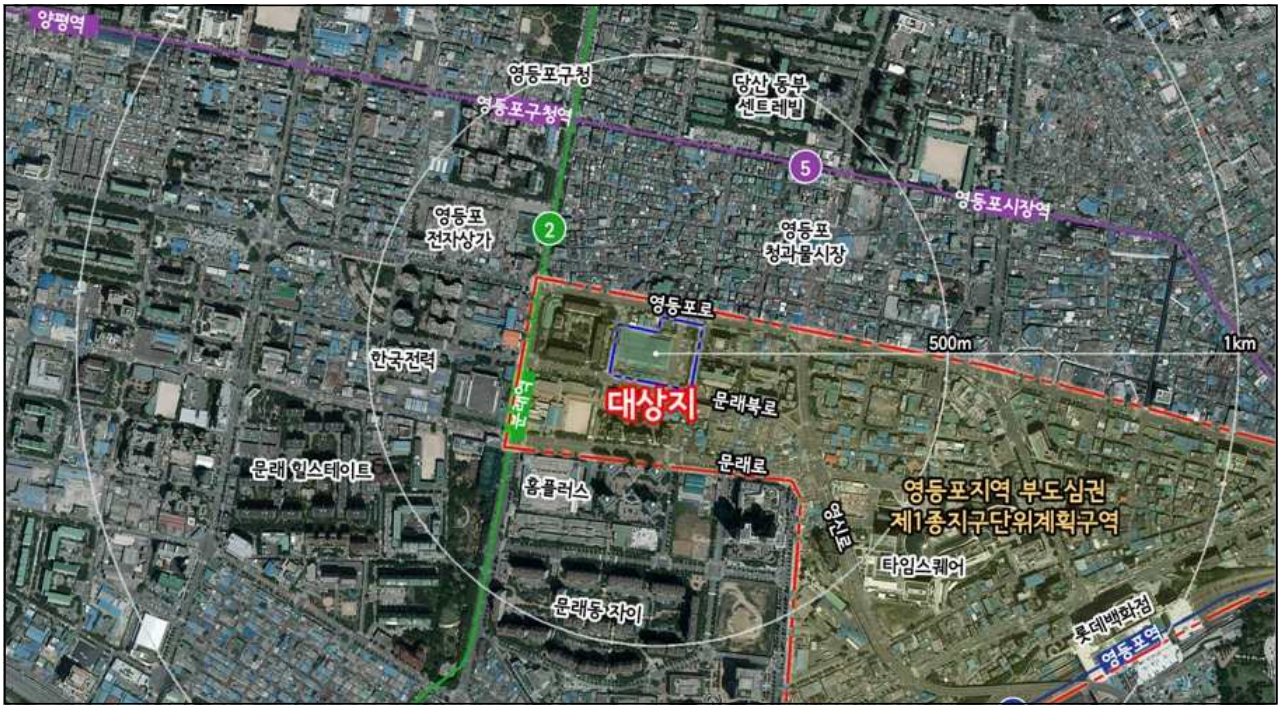 양평역
영등포구청
당산 동부
센트레빌
영등포구청역
5
영등포시장역
영등포
전자상가
2
영등포
청과물시장
영등포로
500m
1km
한국전력
대상지
문래역
문래북로
문래로
문래 힐스테이트
홈플러스
영등포지역 부도심권
제1종지구단위계획구역
영신로
타임스퀘어
문래동 자이
롯데백화점
영등포역